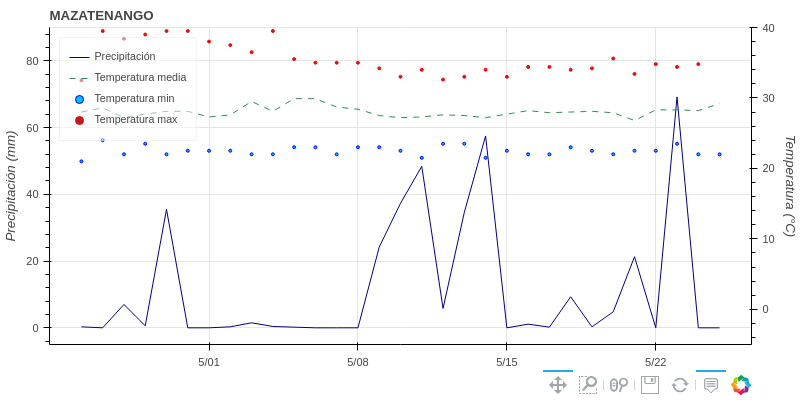 MAZATENANGO
Precipitación
Temperatura media
Temperatura min
Temperatura max
Precipitación (mm)
80
60
40
20
0
Temperatura (°C)
40
30
20
10
0
5/01
5/08
5/15
5/22